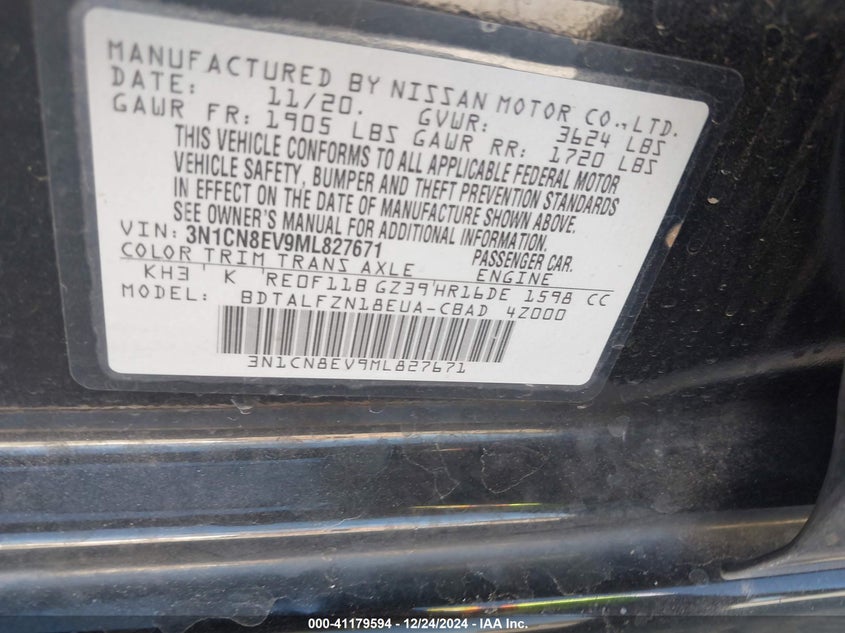 MANUFACTURED BY NISSAN MOTOR CO.,LTD.
DATE: 11/20. GVWR: 3624 LBS
GAWR FR: 1905 LBS GAWR RR: 1720 LBS
THIS VEHICLE CONFORMS TO ALL APPLICABLE FEDERAL MOTOR
VEHICLE SAFETY, BUMPER AND THEFT PREVENTION STANDARDS
IN EFFECT ON THE DATE OF MANUFACTURE SHOWN ABOVE.
SEE OWNER'S MANUAL FOR ADDITIONAL INFORMATION.
VIN: 3N1CN8EV9ML827671 PASSENGER CAR.
COLOR TRIM TRANS AXLE ENGINE
KH3 ' K 'RE0F11B GZ39'HR16DE 1598 CC
MODEL: BDTALFZN18EUA-CBAD 4Z000
3N1CN8EV9ML827671
000-41179594 - 12/24/2024 - IAA Inc.